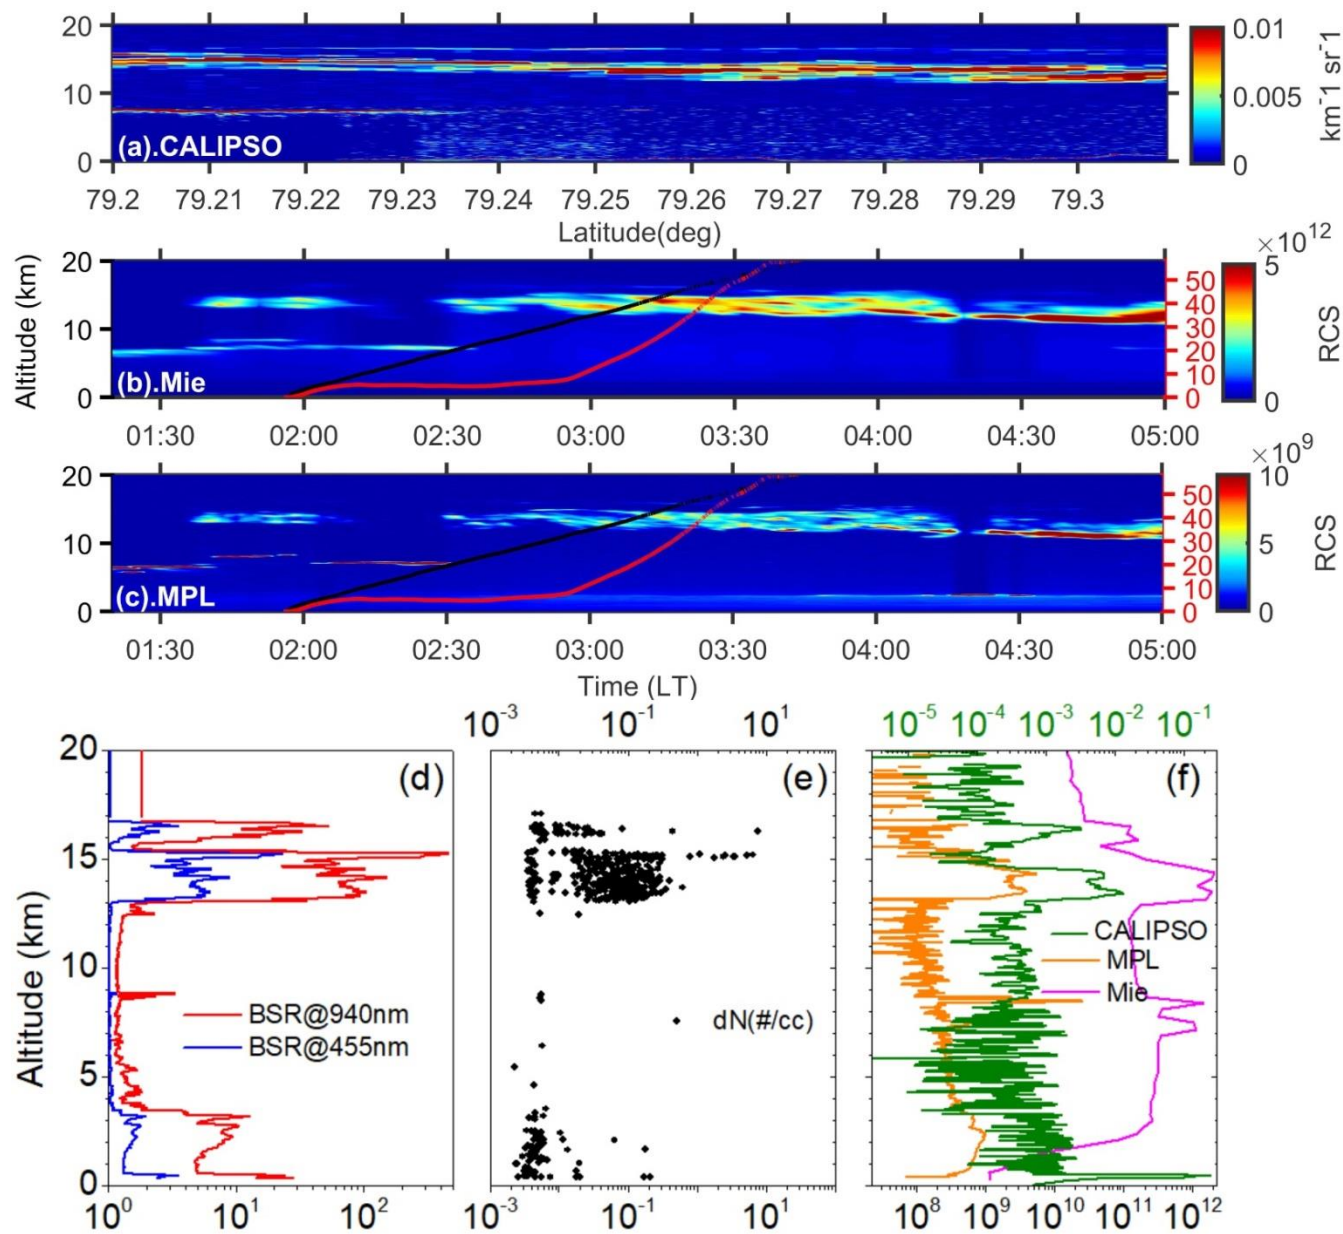 20
10
0
(a).CALIPSO
0.01
0.005
0
km⁻¹ sr⁻¹
79.2 79.21 79.22 79.23 79.24 79.25 79.26 79.27 79.28 79.29 79.3
Latitude(deg)
Altitude (km)
20
10
0
(b).Mie
50
40
30
20
10
0
×10¹²
5
0
RCS
01:30 02:00 02:30 03:00 03:30 04:00 04:30 05:00
20
10
0
(c).MPL
50
40
30
20
10
0
×10⁹
10
5
0
RCS
01:30 02:00 02:30 03:00 03:30 04:00 04:30 05:00
Time (LT)
Altitude (km)
20
15
10
5
0
(d)
BSR@940nm
BSR@455nm
10⁰ 10¹ 10²
10⁻³ 10⁻¹ 10¹
(e)
dN(#/cc)
10⁻³ 10⁻¹ 10¹
10⁻⁵ 10⁻⁴ 10⁻³ 10⁻² 10⁻¹
(f)
CALIPSO
MPL
Mie
10⁸ 10⁹ 10¹⁰ 10¹¹ 10¹²